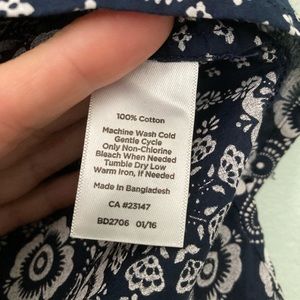 100% Cotton
Machine Wash Cold
Gentle Cycle
Only Non-Chlorine
Bleach When Needed
Tumble Dry Low
Warm Iron, If Needed
Made In Bangladesh
CA #23147
BD2706 01/16